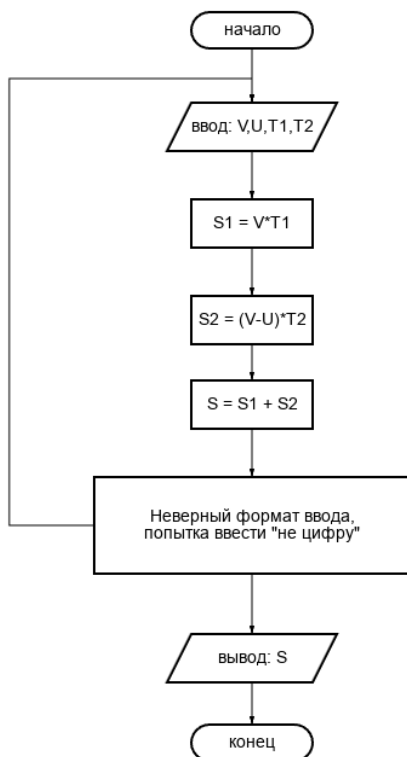 начало
ввод: V,U,T1,T2
S1 = V*T1
S2 = (V-U)*T2
S = S1 + S2
Неверный формат ввода,
попытка ввести "не цифру"
вывод: S
конец